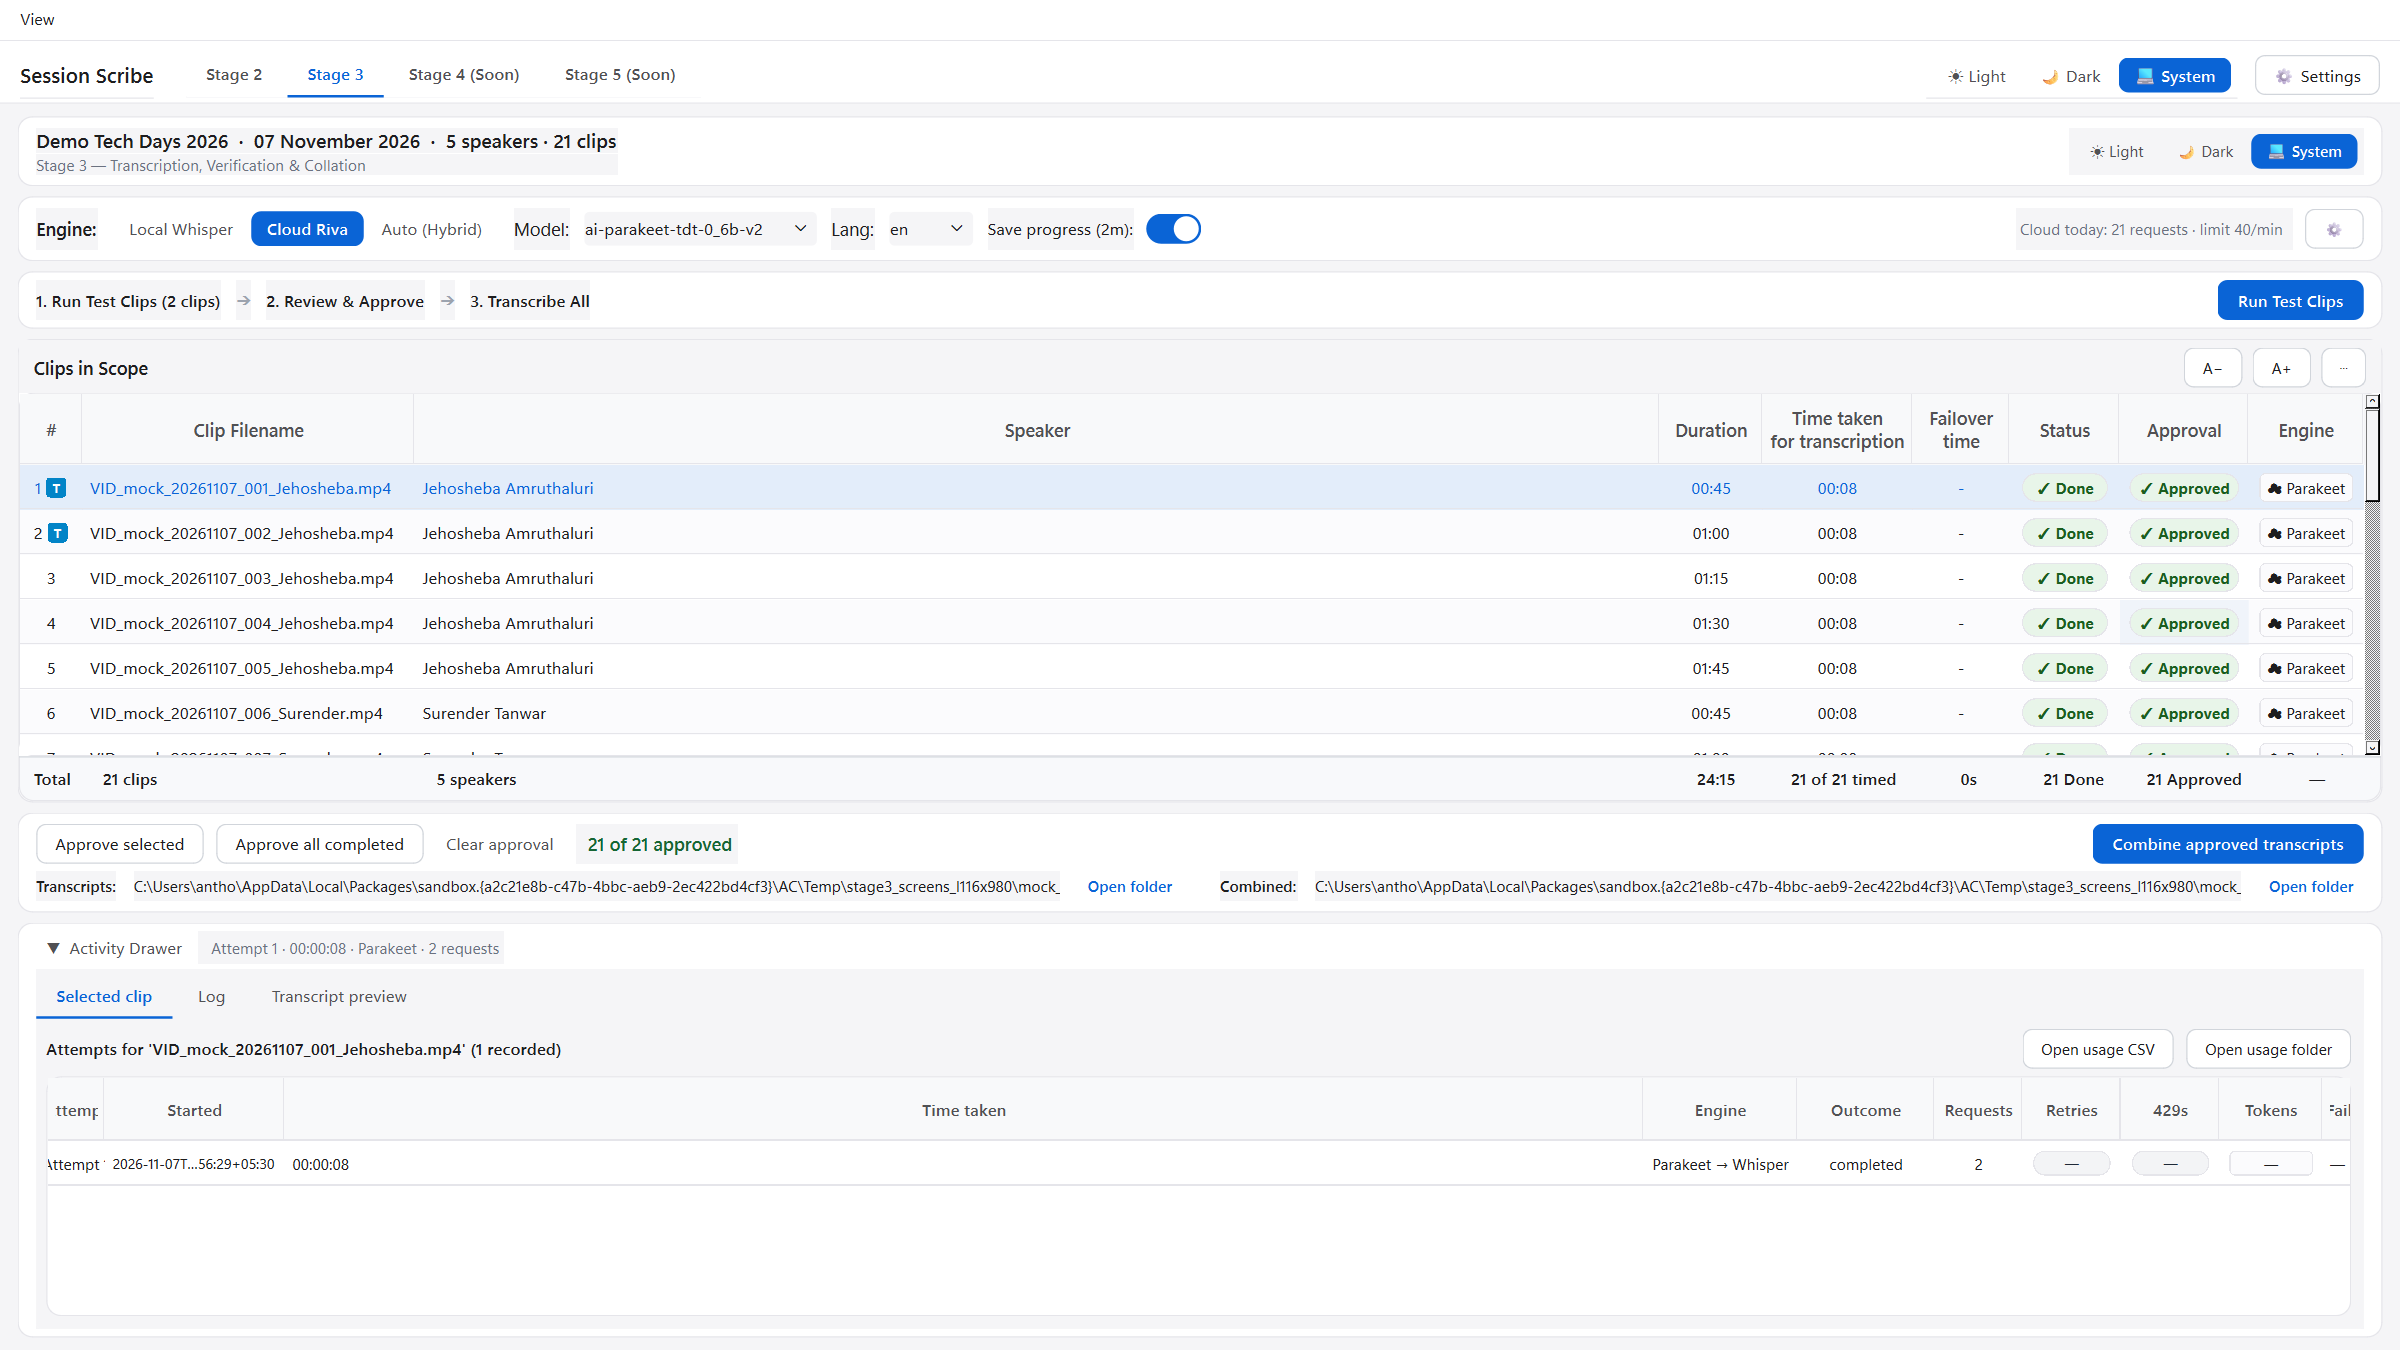 View
Session Scribe Stage 2 Stage 3 Stage 4 (Soon) Stage 5 (Soon) Light Dark System Settings
Demo Tech Days 2026 · 07 November 2026 · 5 speakers · 21 clips
Stage 3 — Transcription, Verification & Collation
Light Dark System
Engine: Local Whisper Cloud Riva Auto (Hybrid) Model: ai-parakeet-tdt-0_6b-v2 Lang: en Save progress (2m): Cloud today: 21 requests · limit 40/min
1. Run Test Clips (2 clips) → 2. Review & Approve → 3. Transcribe All Run Test Clips
Clips in Scope A− A+ ...
# Clip Filename Speaker Duration Time taken for transcription Failover time Status Approval Engine
1 T VID_mock_20261107_001_Jehosheba.mp4 Jehosheba Amruthaluri 00:45 00:08 - ✓ Done ✓ Approved Parakeet
2 T VID_mock_20261107_002_Jehosheba.mp4 Jehosheba Amruthaluri 01:00 00:08 - ✓ Done ✓ Approved Parakeet
3 VID_mock_20261107_003_Jehosheba.mp4 Jehosheba Amruthaluri 01:15 00:08 - ✓ Done ✓ Approved Parakeet
4 VID_mock_20261107_004_Jehosheba.mp4 Jehosheba Amruthaluri 01:30 00:08 - ✓ Done ✓ Approved Parakeet
5 VID_mock_20261107_005_Jehosheba.mp4 Jehosheba Amruthaluri 01:45 00:08 - ✓ Done ✓ Approved Parakeet
6 VID_mock_20261107_006_Surender.mp4 Surender Tanwar 00:45 00:08 - ✓ Done ✓ Approved Parakeet
Total 21 clips 5 speakers 24:15 21 of 21 timed 0s 21 Done 21 Approved —
Approve selected Approve all completed Clear approval 21 of 21 approved Combine approved transcripts
Transcripts: C:\Users\antho\AppData\Local\Packages\sandbox.{a2c21e8b-c47b-4bbc-aeb9-2ec422bd4cf3}\AC\Temp\stage3_screens_l116x980\mock_ Open folder Combined: C:\Users\antho\AppData\Local\Packages\sandbox.{a2c21e8b-c47b-4bbc-aeb9-2ec422bd4cf3}\AC\Temp\stage3_screens_l116x980\mock_ Open folder
▼ Activity Drawer Attempt 1 · 00:00:08 · Parakeet · 2 requests
Selected clip Log Transcript preview
Attempts for 'VID_mock_20261107_001_Jehosheba.mp4' (1 recorded) Open usage CSV Open usage folder
ttemp Started Time taken Engine Outcome Requests Retries 429s Tokens Fail
Attempt 2026-11-07T...56:29+05:30 00:00:08 Parakeet → Whisper completed 2 — — — —